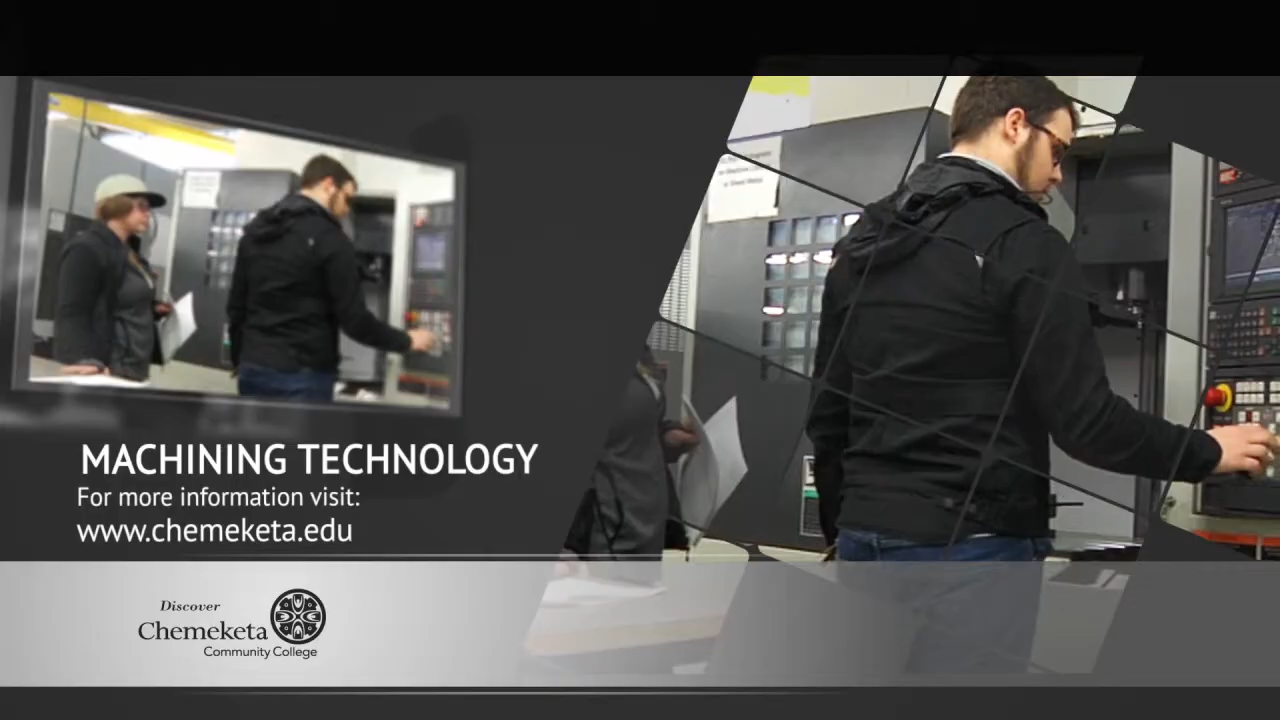 MACHINING TECHNOLOGY
For more information visit:
www.chemeketa.edu
Discover
Chemeketa
Community College